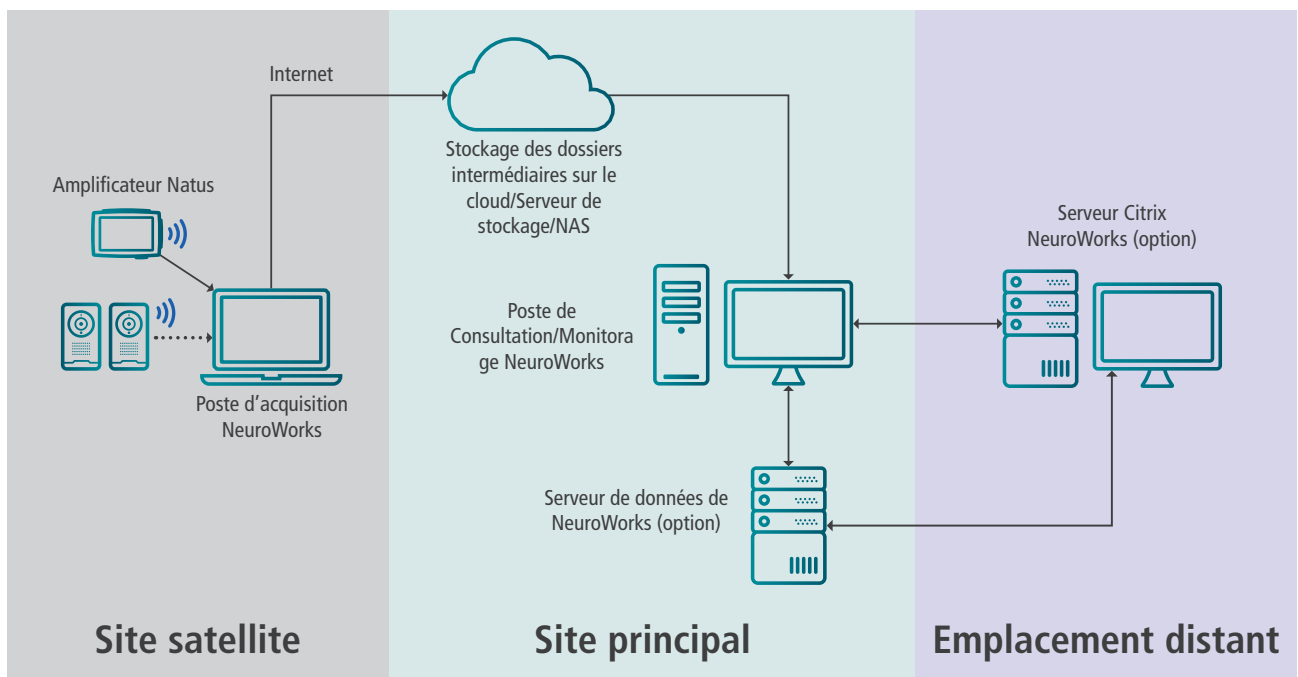 Internet
Amplificateur Natus
Poste d’acquisition
NeuroWorks
Stockage des dossiers
intermédiaires sur le
cloud/Serveur de
stockage/NAS
Poste de
Consultation/Monitora
ge NeuroWorks
Serveur de données de
NeuroWorks (option)
Serveur Citrix
NeuroWorks (option)
Site satellite
Site principal
Emplacement distant